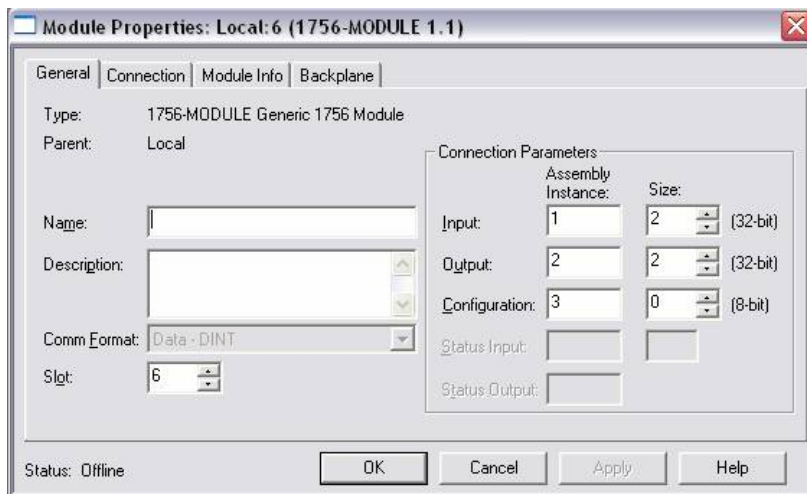 Module Properties: Local:6 (1756-MODULE 1.1)
General Connection Module Info Backplane
Type: 1756-MODULE Generic 1756 Module
Parent: Local
Connection Parameters
Assembly
Instance: Size:
Name: Input: 1 2 (32-bit)
Description: Output: 2 2 (32-bit)
Configuration: 3 0 (8-bit)
Comm Format: Data - DINT Status Input:
Slot: 6 Status Output:
Status: Offline OK Cancel Apply Help